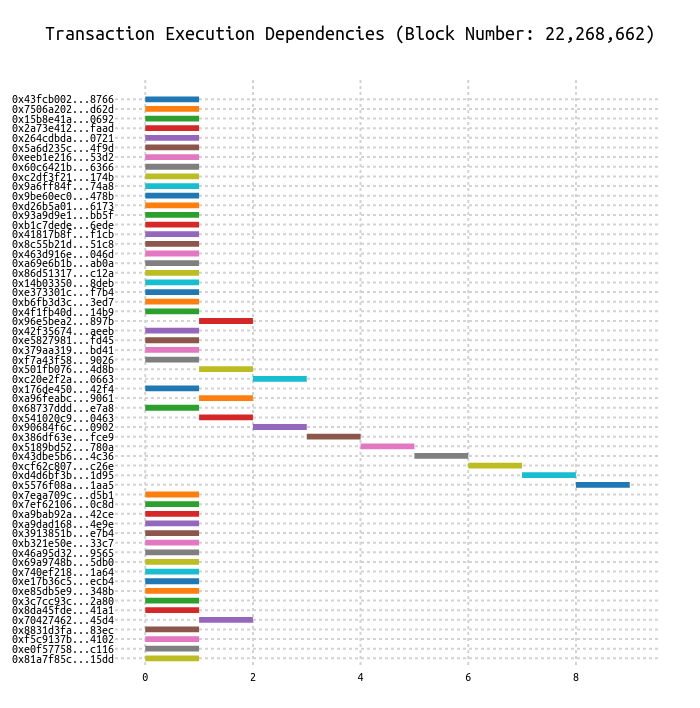 Transaction Execution Dependencies (Block Number: 22,268,662)
0x43fcb002...8766
0x7506a202...d62d
0x15b8e41a...0692
0x2a73e412...faad
0x264cdbda...0721
0x5a6d235c...4f9d
0xeeb1e216...53d2
0x60c6421b...6366
0xc2df3f21...174b
0x9a6ff84f...74a8
0x9be60ec0...478b
0xd26b5a01...6173
0x93a9d9e1...bb5f
0xb1c7dede...6ede
0x41817b8f...f1cb
0x8c55b21d...51c8
0x463d916e...046d
0xa69e6b1b...ab0a
0x86d51317...c12a
0x14b03350...8deb
0xe373301c...f7b4
0xb6fb3d3c...3ed7
0x4f1fb40d...14b9
0x96e5bea2...897b
0x42f35674...aeeb
0xe5827981...fd45
0x379aa319...bd41
0xf7a43f58...9026
0x501fb076...4d8b
0xc20e2f2a...0663
0x176de450...42f4
0xa96feabc...9061
0x68737ddd...e7a8
0x541020c9...0463
0x90684f6c...0902
0x386df63e...fce9
0x5189bd52...780a
0x43dbe5b6...4c36
0xcf62c807...c26e
0xd4d6bf3b...1d95
0x5576f08a...1aa5
0x7eaa709c...d5b1
0x7ef62106...0c8d
0xa9bab92a...42ce
0xa9dad168...4e9e
0x3913851b...e7b4
0xb321e50e...33c7
0x46a95d32...9565
0x69a9748b...5db0
0x740ef218...1a64
0xe17b36c5...ecb4
0xe85db5e9...348b
0x3c7cc93c...2a80
0x8da45fde...41a1
0x70427462...45d4
0x8831d3fa...83ec
0xf5c9137b...4102
0xe0f57758...c116
0x81a7f85c...15dd
0 2 4 6 8